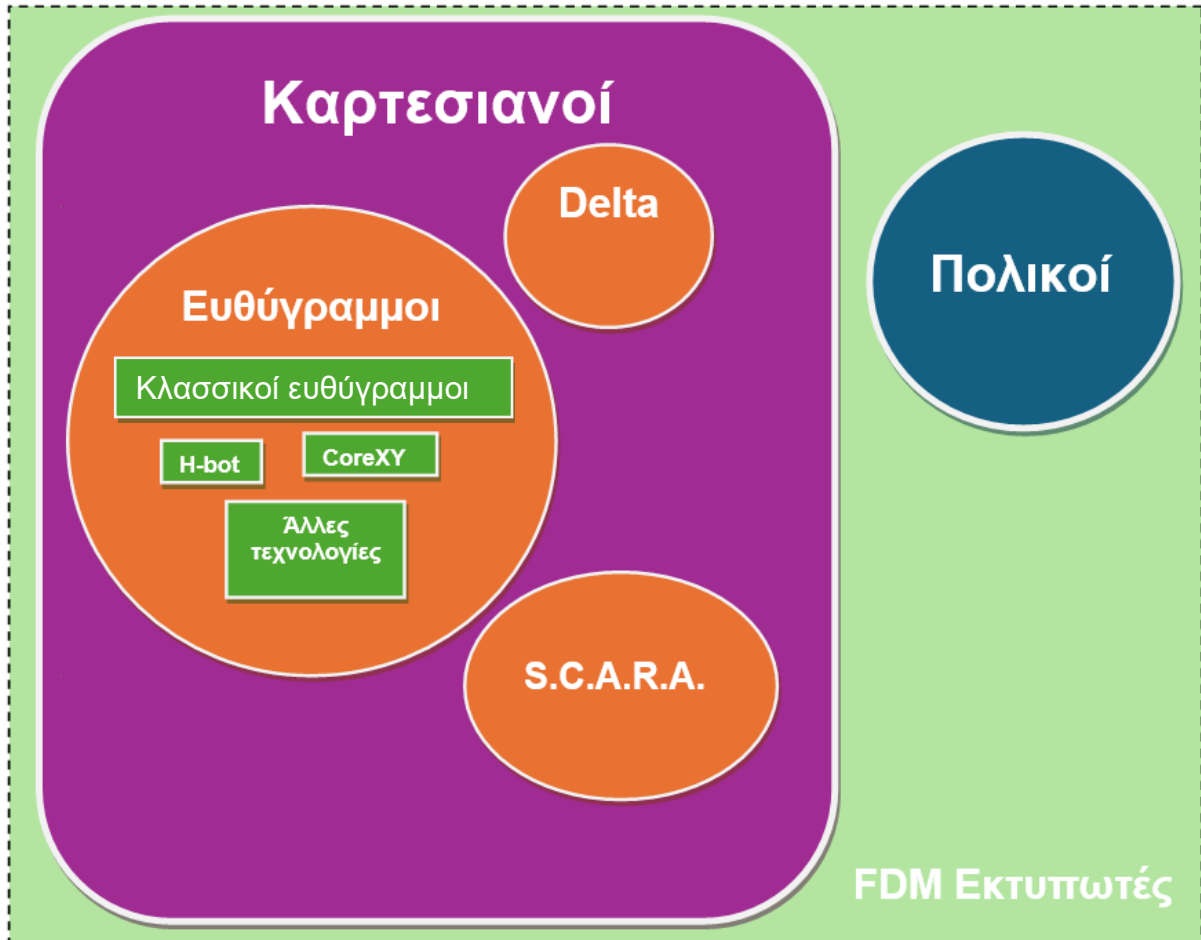 Καρτεσιανοί
Delta
Πολικοί
Ευθύγραμμοι
Κλασσικοί ευθύγραμμοι
H-bot
CoreXY
Άλλες
τεχνολογίες
S.C.A.R.A.
FDM Εκτυπωτές